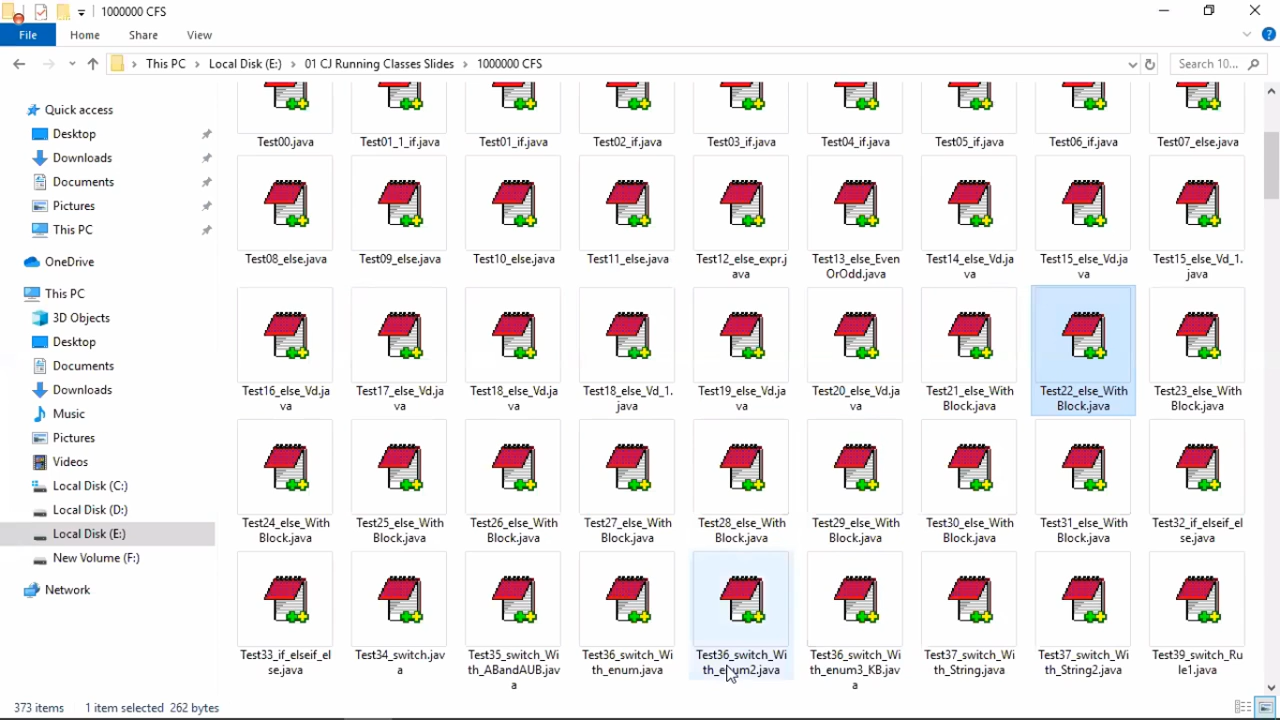 1000000 CFS
File Home Share View
This PC Local Disk (E:) 01 CJ Running Classes Slides 1000000 CFS
Search 10...
Quick access
Desktop
Downloads
Documents
Pictures
This PC
OneDrive
This PC
3D Objects
Desktop
Documents
Downloads
Music
Pictures
Videos
Local Disk (C:)
Local Disk (D:)
Local Disk (E:)
New Volume (F:)
Network
Test00.java
Test01_1_if.java
Test01_if.java
Test02_if.java
Test03_if.java
Test04_if.java
Test05_if.java
Test06_if.java
Test07_else.java
Test08_else.java
Test09_else.java
Test10_else.java
Test11_else.java
Test12_else_expr.j
ava
Test13_else_Even
OrOdd.java
Test14_else_Vd.ja
va
Test15_else_Vd.ja
va
Test15_else_Vd_1.
java
Test16_else_Vd.ja
va
Test17_else_Vd.ja
va
Test18_else_Vd.ja
va
Test18_else_Vd_1.
java
Test19_else_Vd.ja
va
Test20_else_Vd.ja
va
Test21_else_With
Block.java
Test22_else_With
Block.java
Test23_else_With
Block.java
Test24_else_With
Block.java
Test25_else_With
Block.java
Test26_else_With
Block.java
Test27_else_With
Block.java
Test28_else_With
Block.java
Test29_else_With
Block.java
Test30_else_With
Block.java
Test31_else_With
Block.java
Test32_if_elseif_el
se.java
Test33_if_elseif_el
se.java
Test34_switch.jav
a
Test35_switch_Wi
th_ABandAUB.jav
a
Test36_switch_Wi
th_enum.java
Test36_switch_Wi
th_enum2.java
Test36_switch_Wi
th_enum3_KB.jav
a
Test37_switch_Wi
th_String.java
Test37_switch_Wi
th_String2.java
Test39_switch_Ru
le1.java
373 items 1 item selected 262 bytes